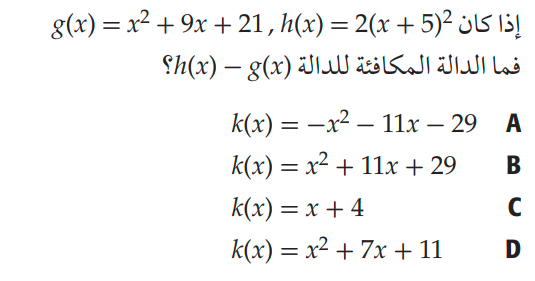 إذا كان g(x) = x² + 9x + 21 , h(x) = 2(x + 5)²
فما الدالة المكافئة للدالة h(x) − g(x)؟
k(x) = −x² − 11x − 29 A
k(x) = x² + 11x + 29 B
k(x) = x + 4 C
k(x) = x² + 7x + 11 D